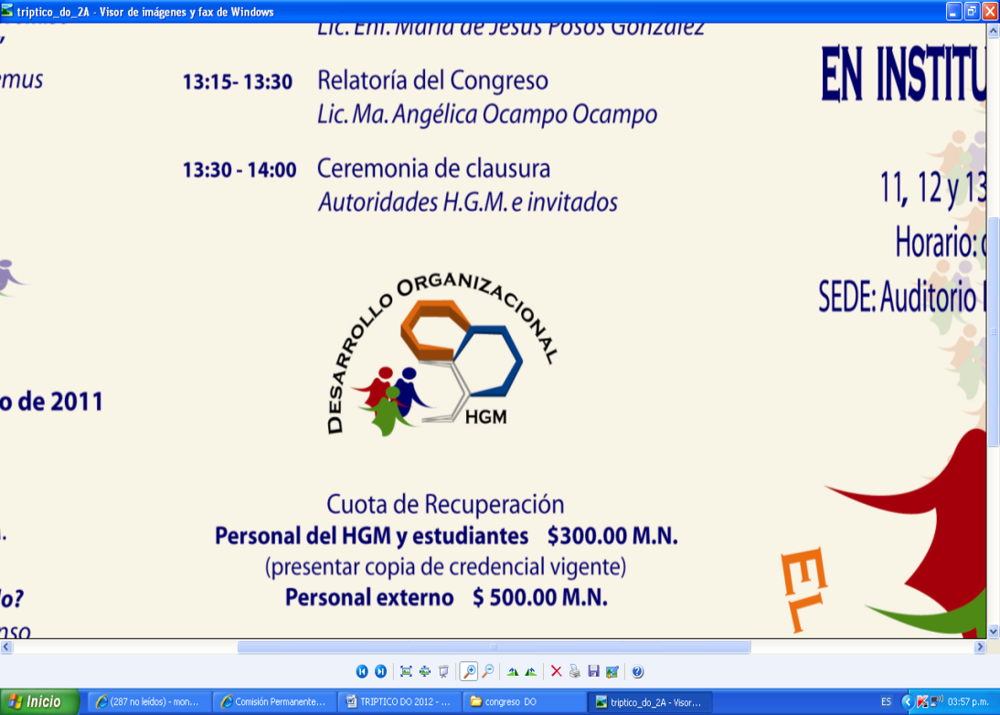 triptico_do_2A - Visor de imágenes y fax de Windows
Lic. Enf. María de Jesús Posos González
13:15- 13:30 Relatoría del Congreso
Lic. Ma. Angélica Ocampo Ocampo
13:30 - 14:00 Ceremonia de clausura
Autoridades H.G.M. e invitados
DESARROLLO ORGANIZACIONAL
HGM
Cuota de Recuperación
Personal del HGM y estudiantes $300.00 M.N.
(presentar copia de credencial vigente)
Personal externo $ 500.00 M.N.
emus
o de 2011
lo?
nso
EN INSTITU
11, 12 y 13
Horario:
SEDE: Auditorio
EL
Inicio
(287 no leídos) - mon...
Comisión Permanente...
TRIPTICO DO 2012 - ...
congreso DO
triptico_do_2A - Visor...
ES
03:57 p.m.